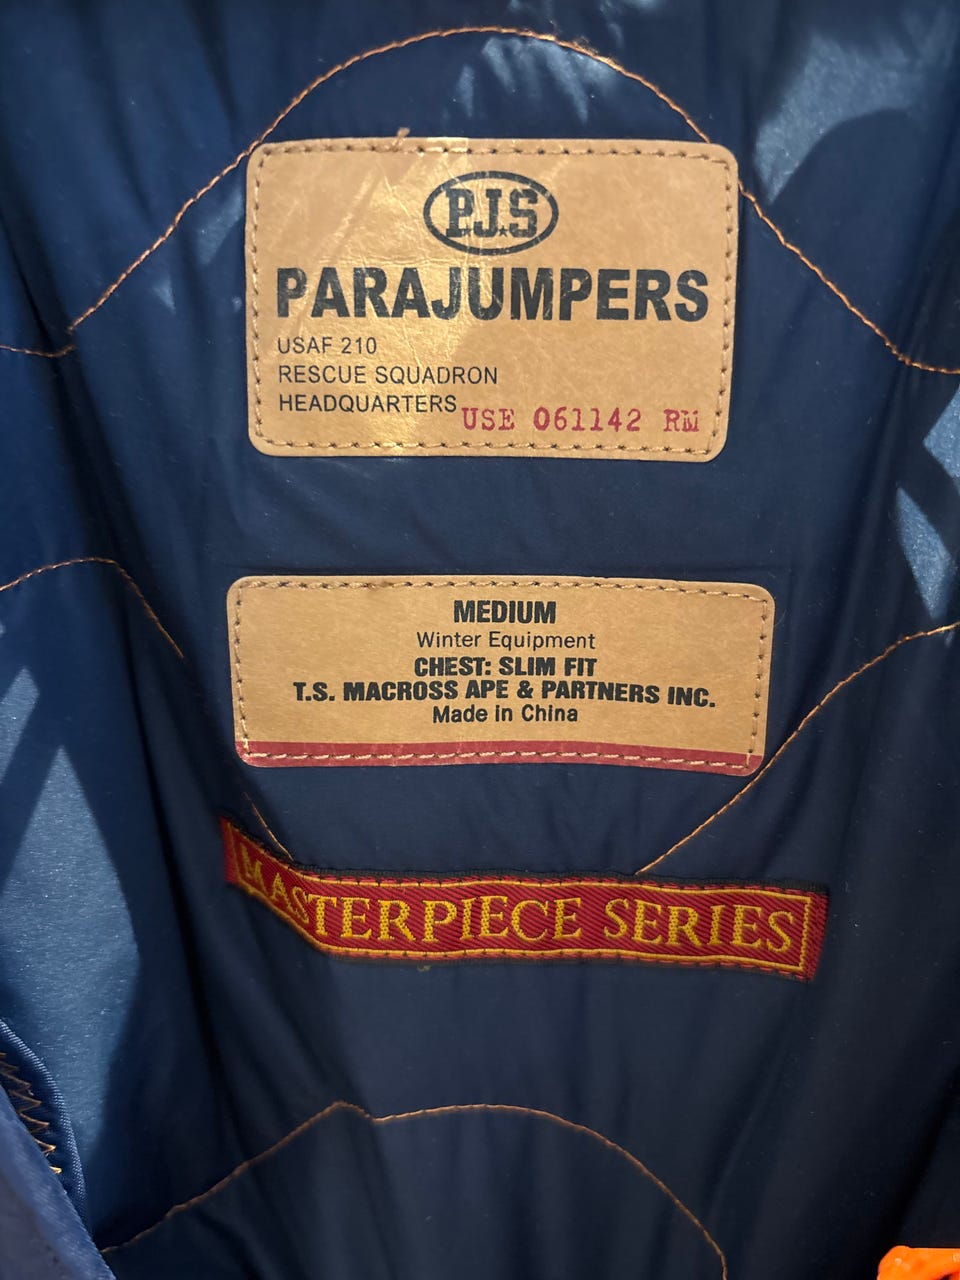 P.J.S
PARAJUMPERS
USAF 210
RESCUE SQUADRON
HEADQUARTERS USE 061142 RM
MEDIUM
Winter Equipment
CHEST: SLIM FIT
T.S. MACROSS APE & PARTNERS INC.
Made in China
MASTERPIECE SERIES